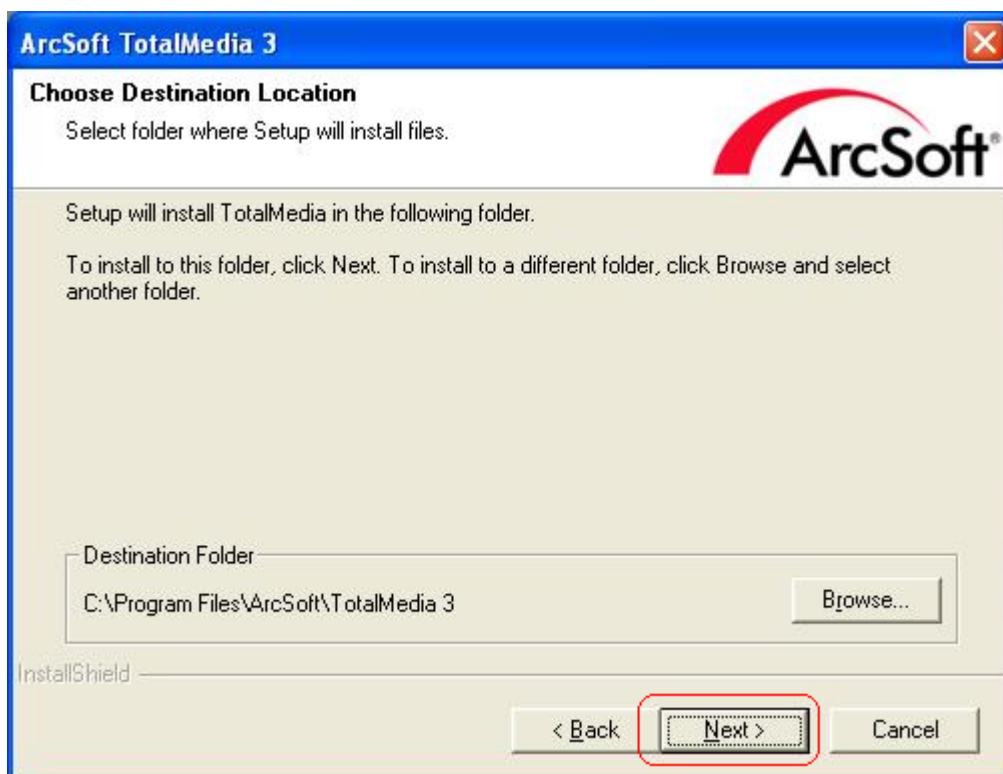 ArcSoft TotalMedia 3
Choose Destination Location
Select folder where Setup will install files.
ArcSoft®
Setup will install TotalMedia in the following folder.
To install to this folder, click Next. To install to a different folder, click Browse and select
another folder.
Destination Folder
C:\Program Files\ArcSoft\TotalMedia 3
Browse...
InstallShield
< Back
Next >
Cancel